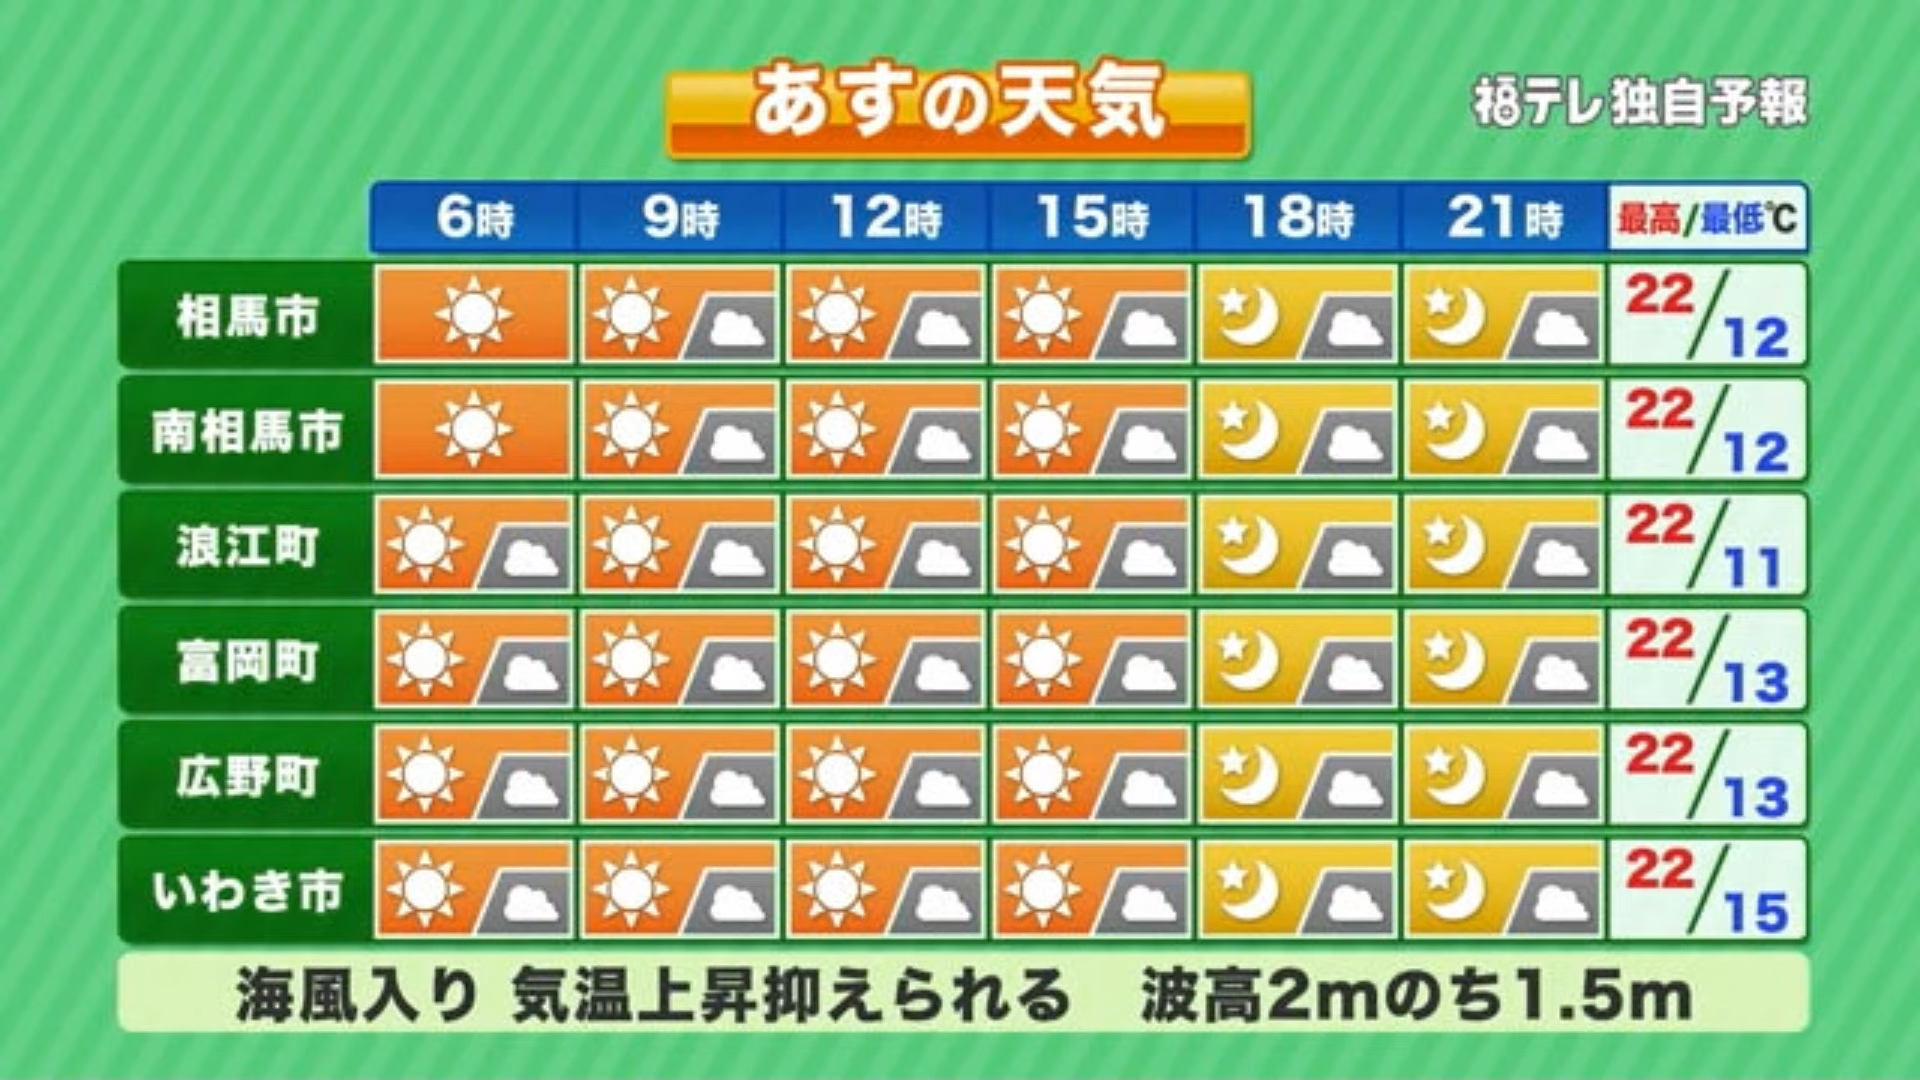 あすの天気
福テレ独自予報
6時 9時 12時 15時 18時 21時 最高/最低℃
相馬市 22/12
南相馬市 22/12
浪江町 22/11
富岡町 22/13
広野町 22/13
いわき市 22/15
海風入り 気温上昇抑えられる 波高2mのち1.5m